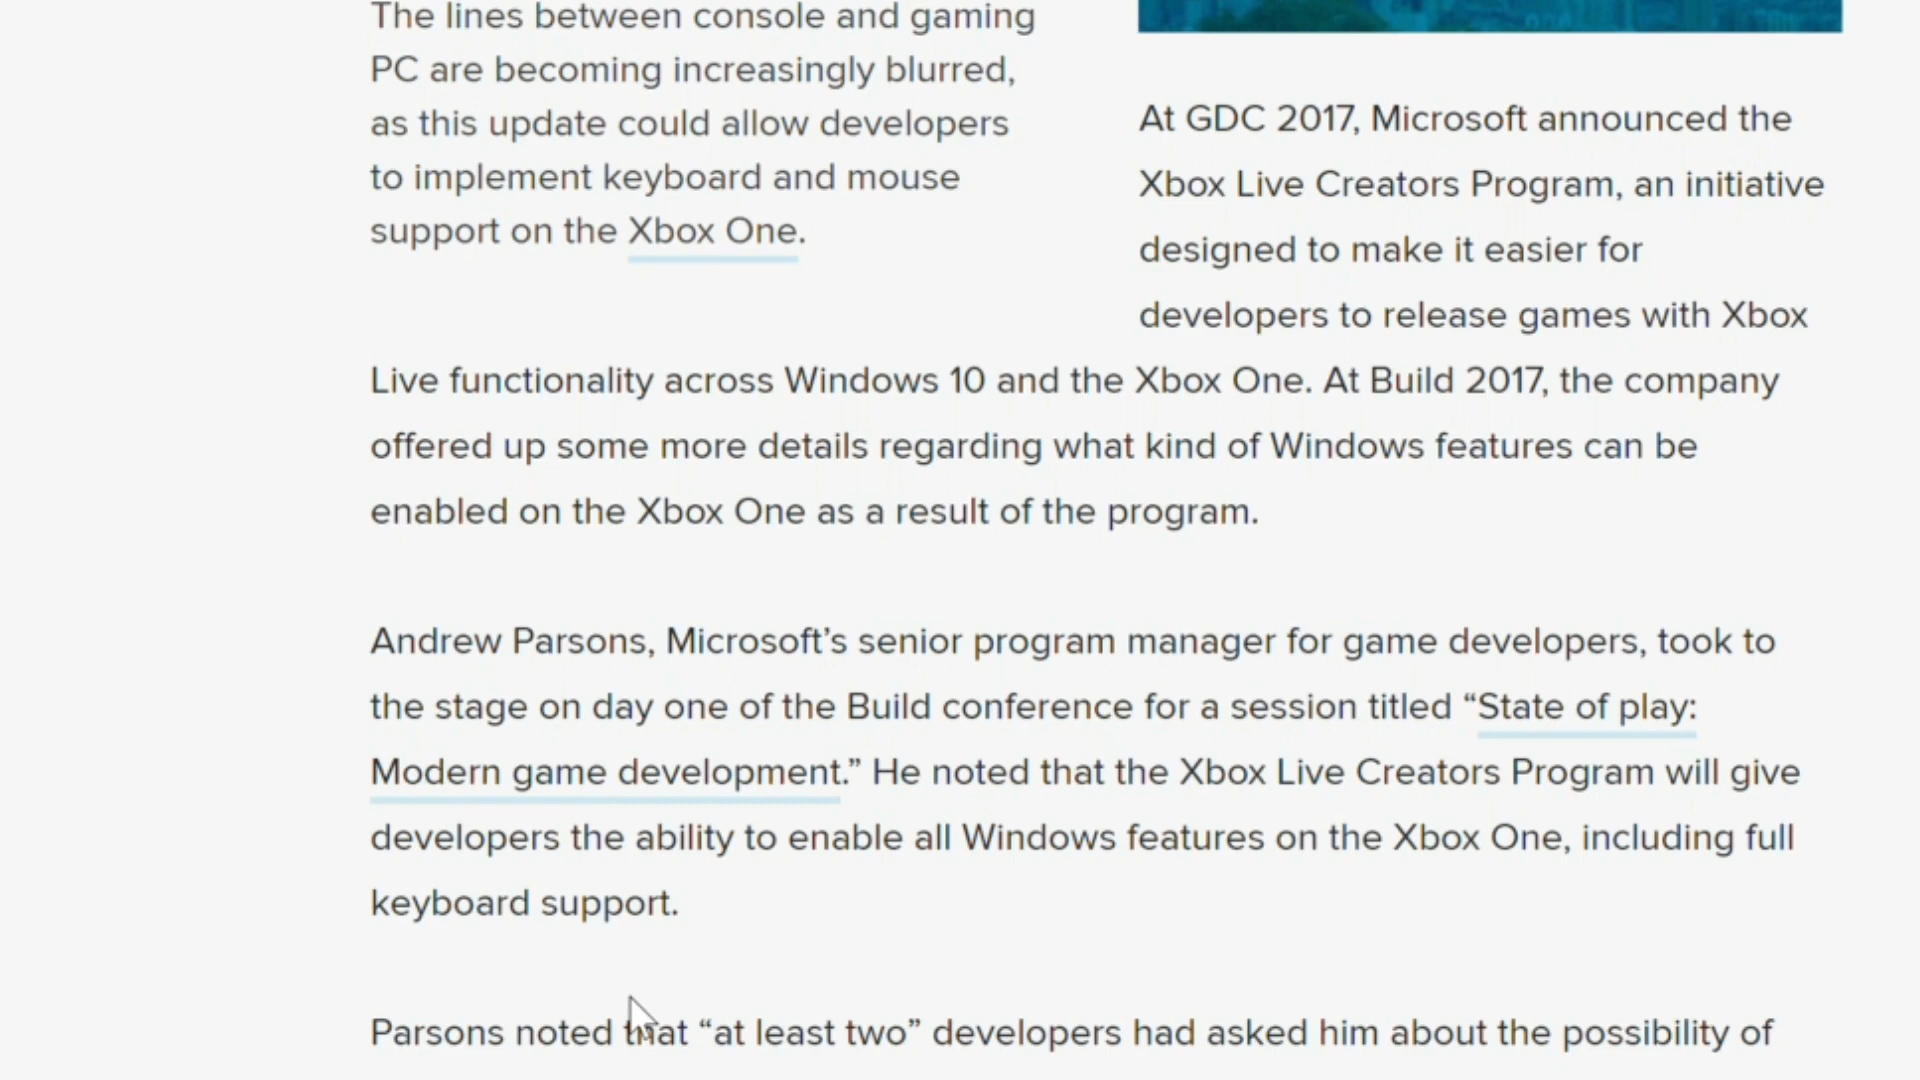 The lines between console and gaming
PC are becoming increasingly blurred,
as this update could allow developers
to implement keyboard and mouse
support on the Xbox One.
At GDC 2017, Microsoft announced the
Xbox Live Creators Program, an initiative
designed to make it easier for
developers to release games with Xbox
Live functionality across Windows 10 and the Xbox One. At Build 2017, the company
offered up some more details regarding what kind of Windows features can be
enabled on the Xbox One as a result of the program.
Andrew Parsons, Microsoft’s senior program manager for game developers, took to
the stage on day one of the Build conference for a session titled “State of play:
Modern game development.” He noted that the Xbox Live Creators Program will give
developers the ability to enable all Windows features on the Xbox One, including full
keyboard support.
Parsons noted that “at least two” developers had asked him about the possibility of